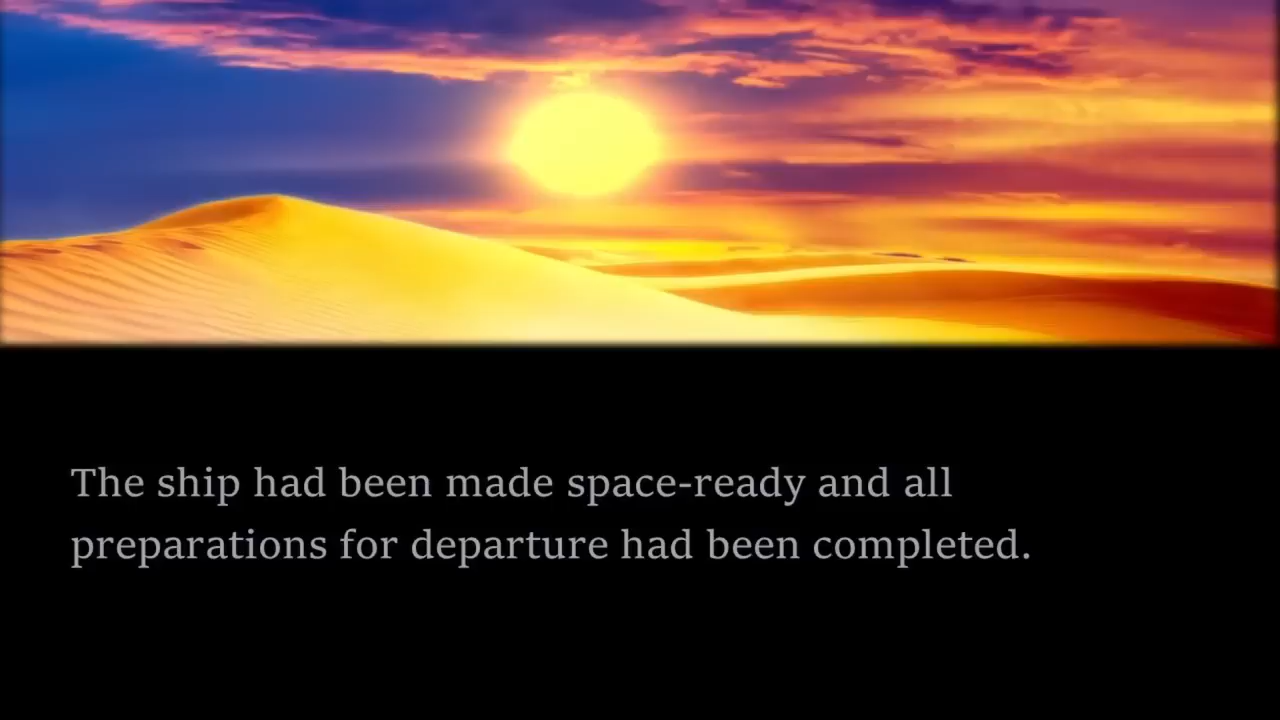 The ship had been made space-ready and all
preparations for departure had been completed.